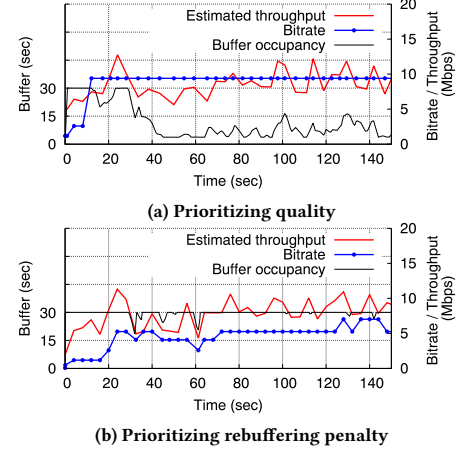 Estimated throughput
Bitrate
Buffer occupancy
Buffer (sec)
30
15
0
20
15
10
5
0
Bitrate / Throughput
(Mbps)
0 20 40 60 80 100 120 140
Time (sec)
(a) Prioritizing quality
Estimated throughput
Bitrate
Buffer occupancy
Buffer (sec)
30
15
0
20
15
10
5
0
Bitrate / Throughput
(Mbps)
0 20 40 60 80 100 120 140
Time (sec)
(b) Prioritizing rebuffering penalty